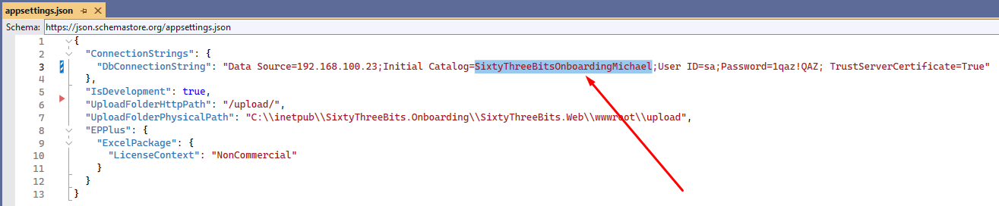 appsettings.json
Schema: https://json.schemastore.org/appsettings.json
1 {
2 "ConnectionStrings": {
3 "DbConnectionString": "Data Source=192.168.100.23;Initial Catalog=SixtyThreeBitsOnboardingMichael;User ID=sa;Password=1qaz!QAZ; TrustServerCertificate=True"
4 },
5 "IsDevelopment": true,
6 "UploadFolderHttpPath": "/upload/",
7 "UploadFolderPhysicalPath": "C:\\inetpub\\SixtyThreeBits.Onboarding\\SixtyThreeBits.Web\\wwwroot\\upload",
8 "EPPlus": {
9 "ExcelPackage": {
10 "LicenseContext": "NonCommercial"
11 }
12 }
13 }